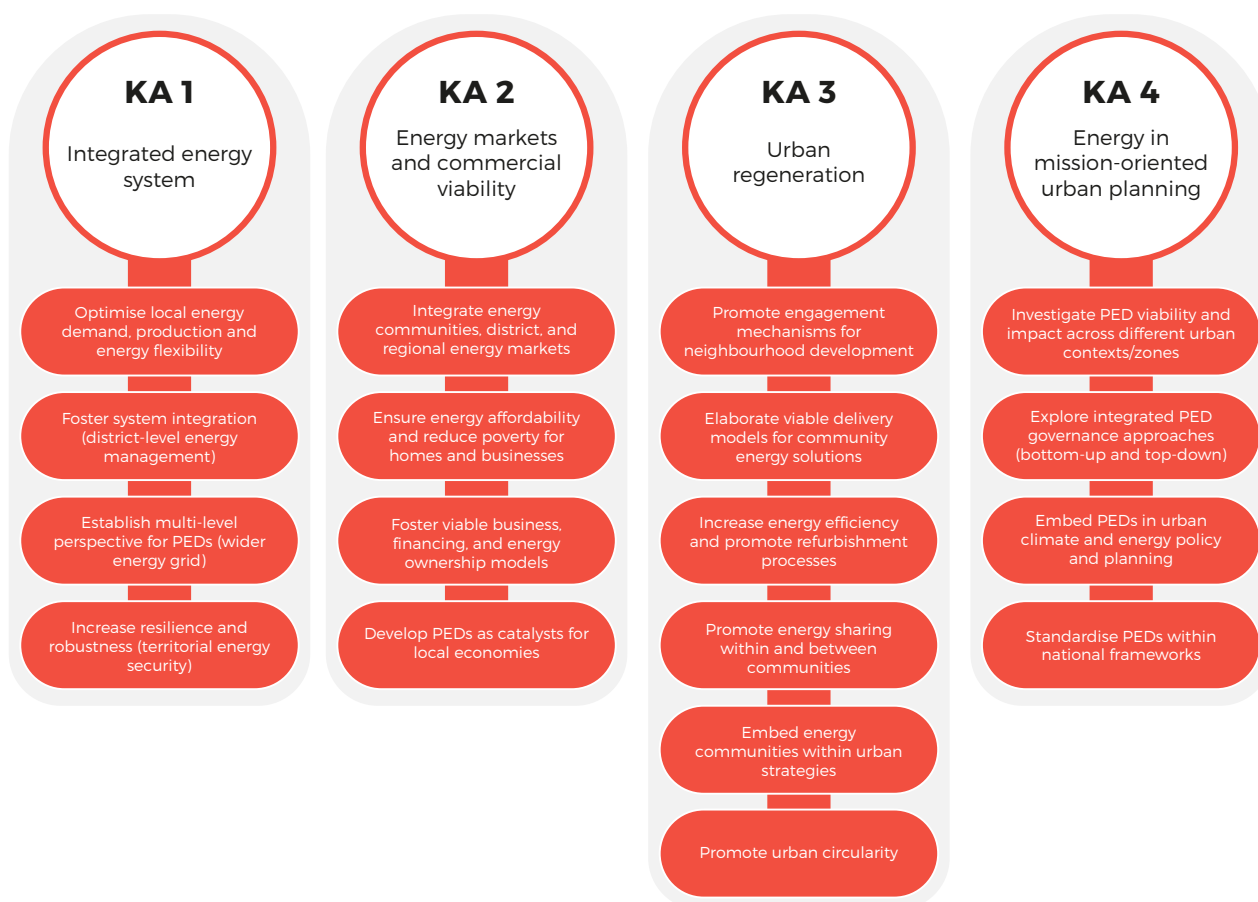 KA 1
Integrated energy
system
Optimise local energy
demand, production and
energy flexibility
Foster system integration
(district-level energy
management)
Establish multi-level
perspective for PEDs (wider
energy grid)
Increase resilience and
robustness (territorial energy
security)
KA 2
Energy markets
and commercial
viability
Integrate energy
communities, district, and
regional energy markets
Ensure energy affordability
and reduce poverty for
homes and businesses
Foster viable business,
financing, and energy
ownership models
Develop PEDs as catalysts for
local economies
KA 3
Urban
regeneration
Promote engagement
mechanisms for
neighbourhood development
Elaborate viable delivery
models for community
energy solutions
Increase energy efficiency
and promote refurbishment
processes
Promote energy sharing
within and between
communities
Embed energy
communities within urban
strategies
Promote urban circularity
KA 4
Energy in
mission-oriented
urban planning
Investigate PED viability and
impact across different urban
contexts/zones
Explore integrated PED
governance approaches
(bottom-up and top-down)
Embed PEDs in urban
climate and energy policy
and planning
Standardise PEDs within
national frameworks